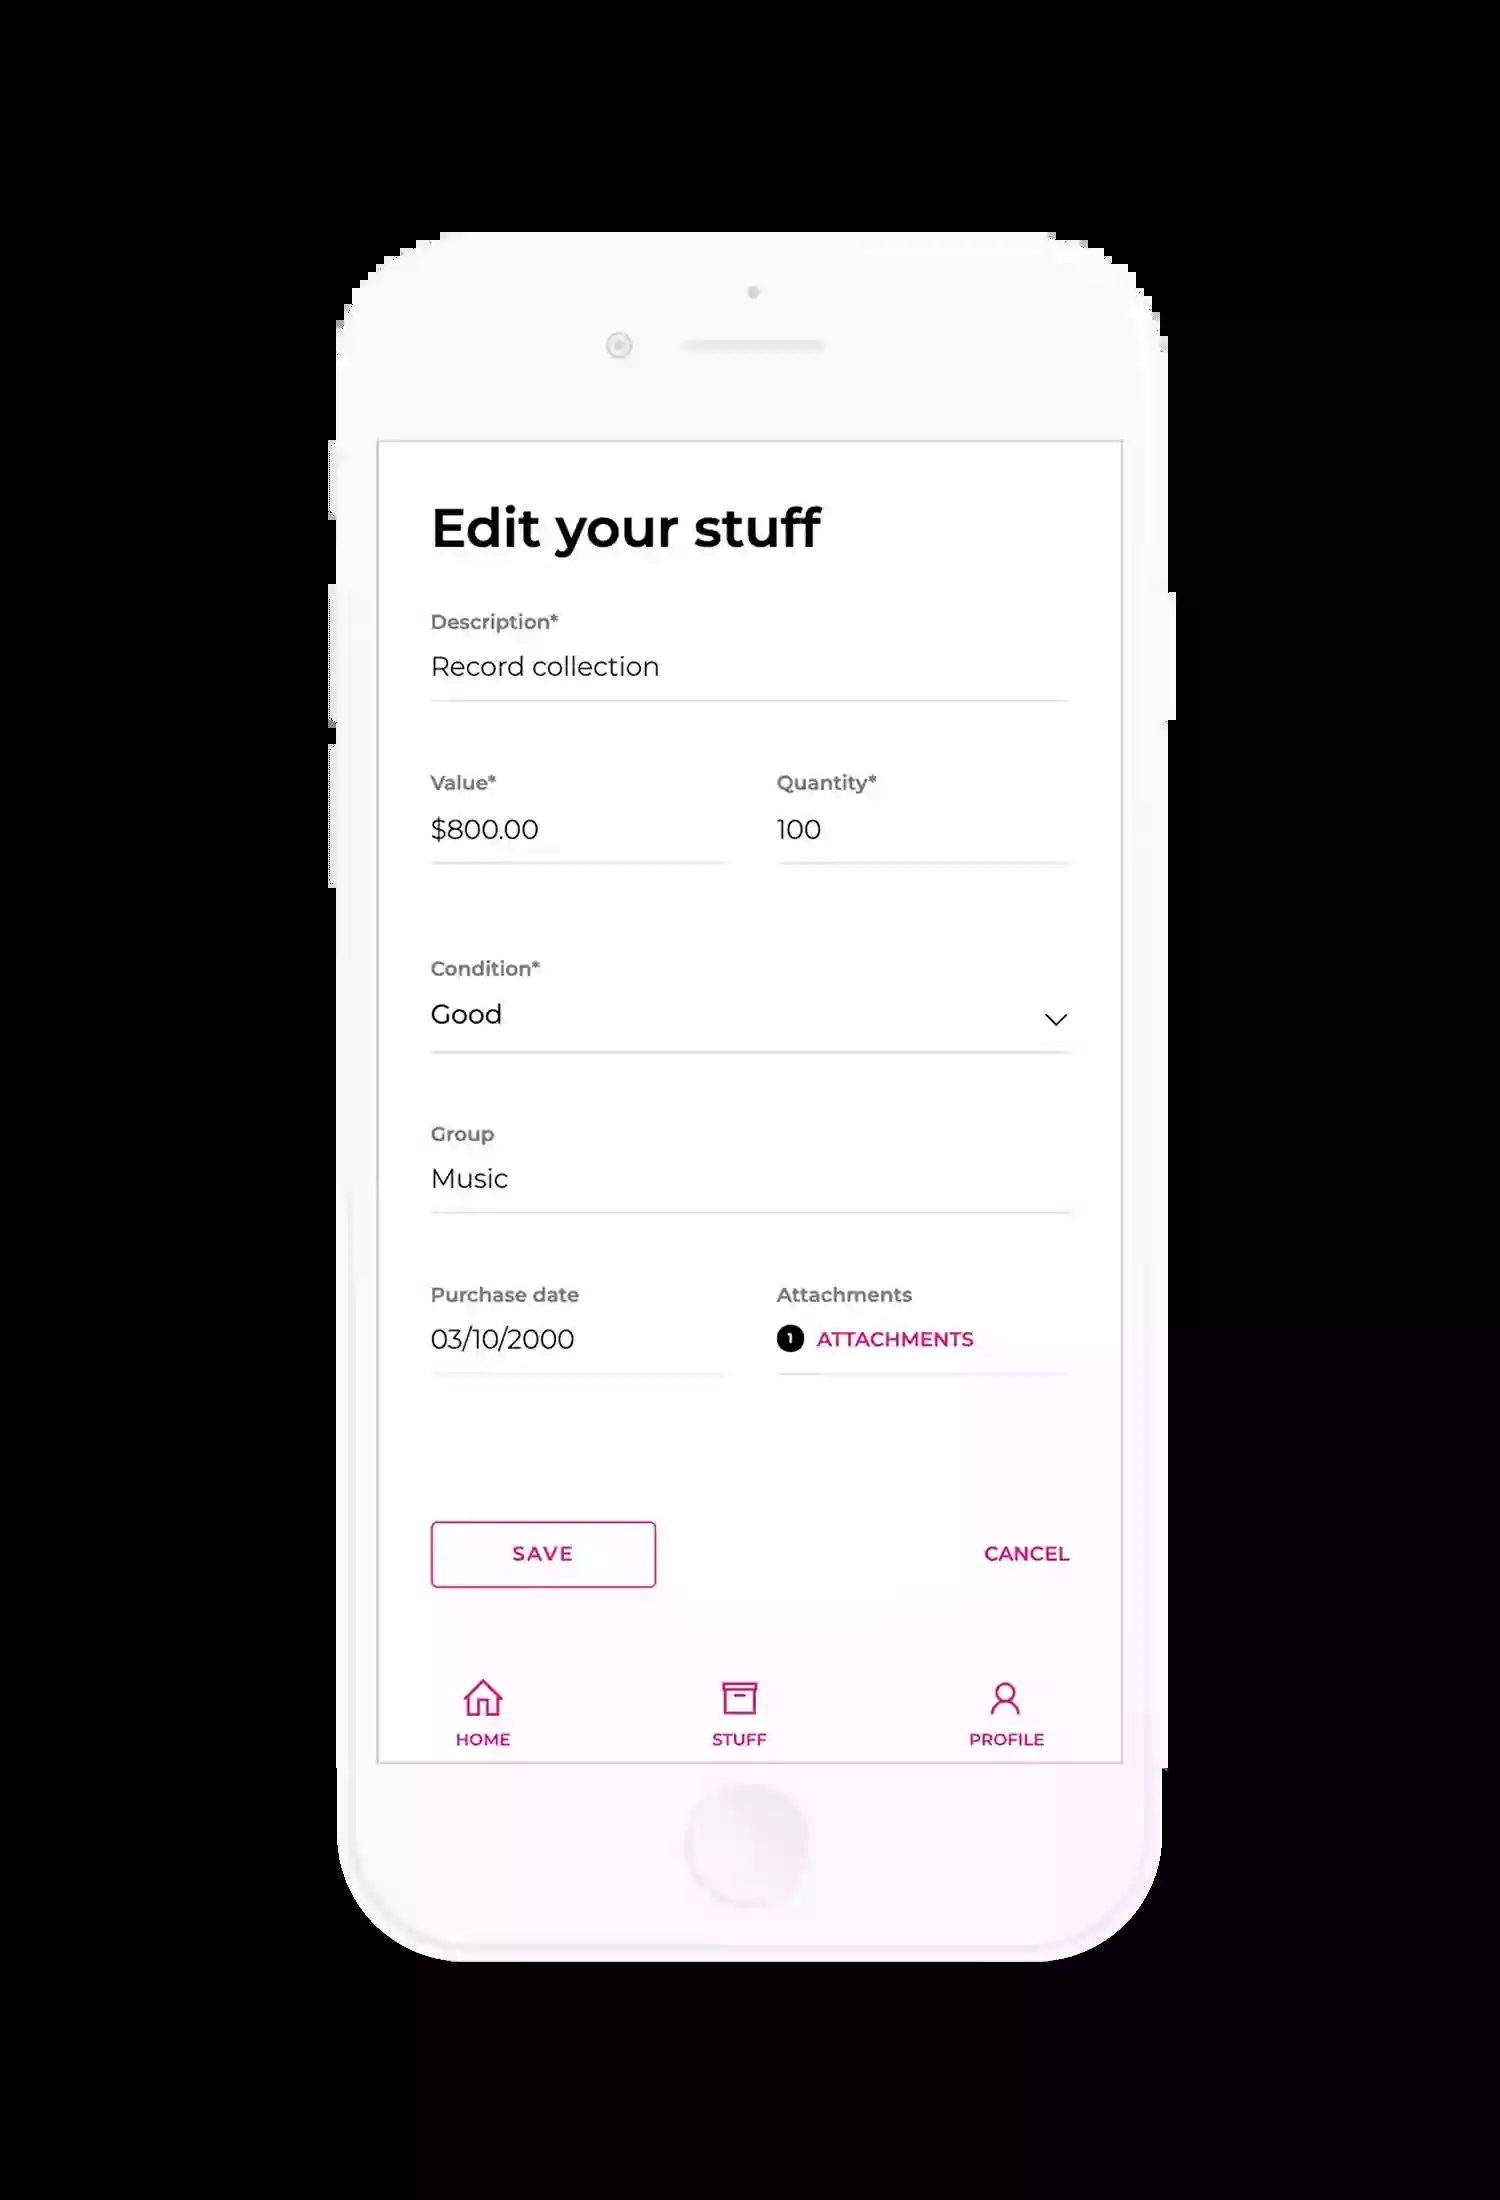 Edit your stuff
Description*
Record collection
Value* Quantity*
$800.00 100
Condition*
Good
Group
Music
Purchase date Attachments
03/10/2000 1 ATTACHMENTS
SAVE CANCEL
HOME STUFF PROFILE